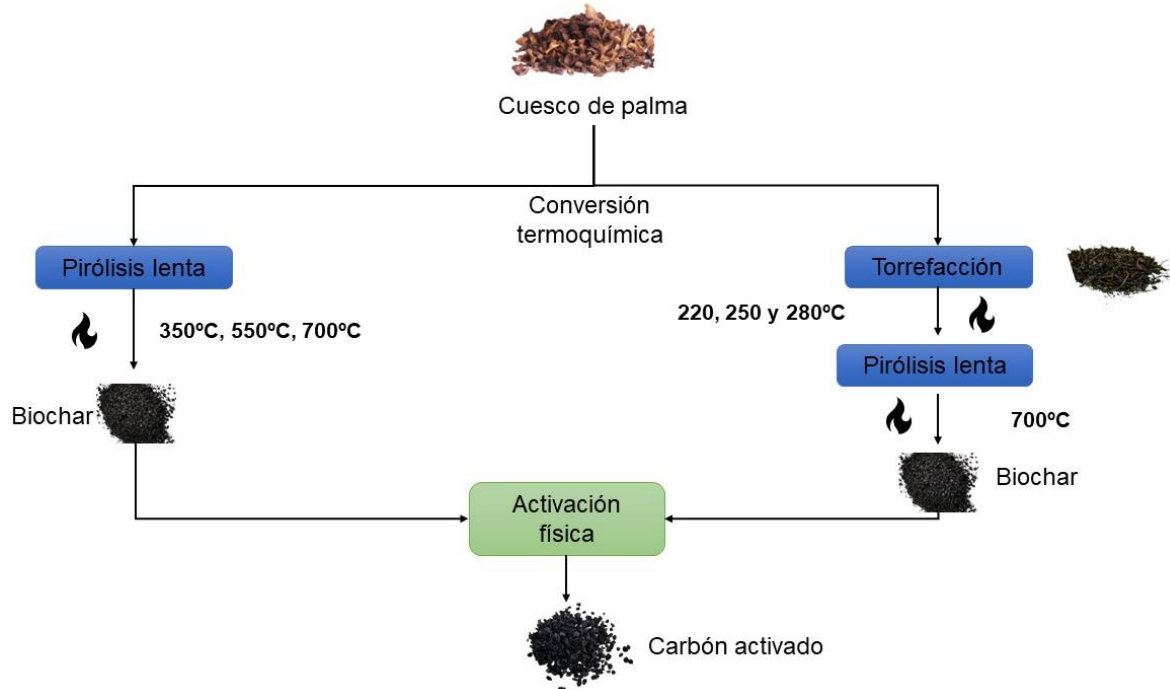 Cuesco de palma
Conversión
termoquímica
Pirólisis lenta
Torrefacción
350ºC, 550ºC, 700ºC
220, 250 y 280ºC
Pirólisis lenta
Biochar
700ºC
Biochar
Activación
física
Carbón activado